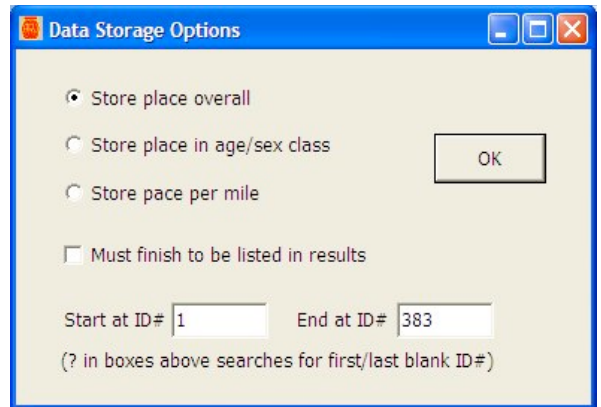 Data Storage Options
Store place overall
Store place in age/sex class
OK
Store pace per mile
Must finish to be listed in results
Start at ID# 1 End at ID# 383
(? in boxes above searches for first/last blank ID#)